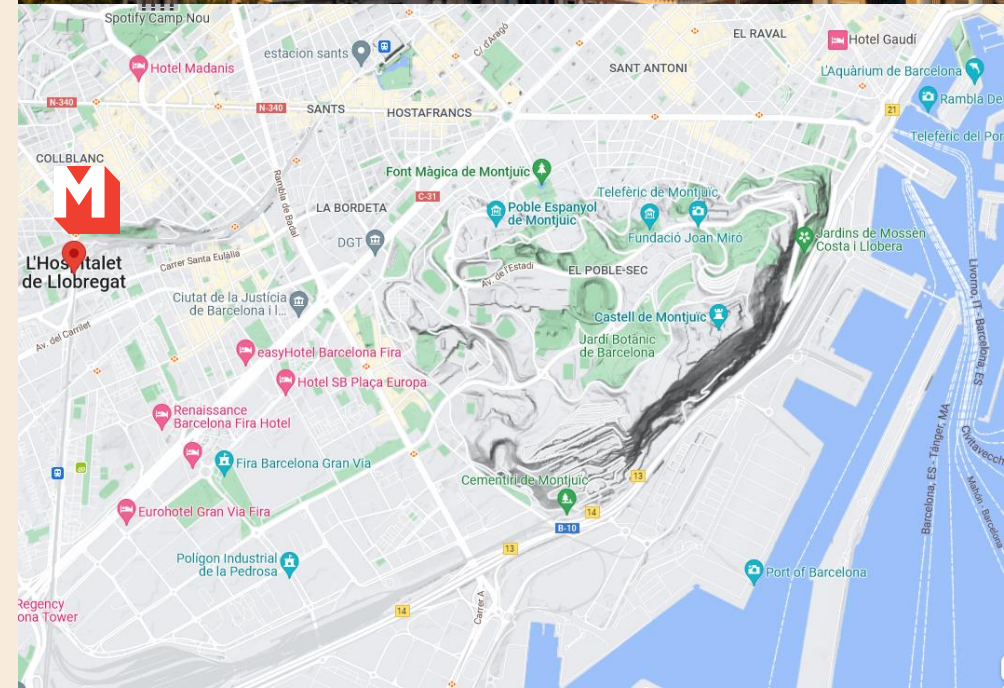 Spotify Camp Nou
Hotel Madanis
estacion sants
C/ d'Aragó
EL RAVAL
Hotel Gaudí
SANT ANTONI
L'Aquàrium de Barcelona
Rambla De
N-340
N-340
SANTS
HOSTAFRANCS
21
Telefèric del Por
COLLBLANC
M
Rambla de Badal
Font Màgica de Montjuïc
C-31
LA BORDETA
Poble Espanyol
de Montjuïc
Telefèric de Montjuïc
Fundació Joan Miró
Jardins de Mossèn
Costa i Llobera
DGT
L'Hospitalet
de Llobregat
Carrer Santa Eulàlia
Av. de l'Estadi
EL POBLE-SEC
Ciutat de la Justícia
de Barcelona i l...
Castell de Montjuïc
Jardí Botànic
de Barcelona
Livorno, IT - Barcelona, ES
Av. del Carrilet
easyHotel Barcelona Fira
Hotel SB Plaça Europa
Renaissance
Barcelona Fira Hotel
Barcelona, ES - Tánger, MA
Civitavecch
Mahón - Barcelona
Fira Barcelona Gran Via
Cementiri de Montjuïc
13
14
B-10
Eurohotel Gran Via Fira
13
Polígon Industrial
de la Pedrosa
Port of Barcelona
Regency
ona Tower
14
Carrer A